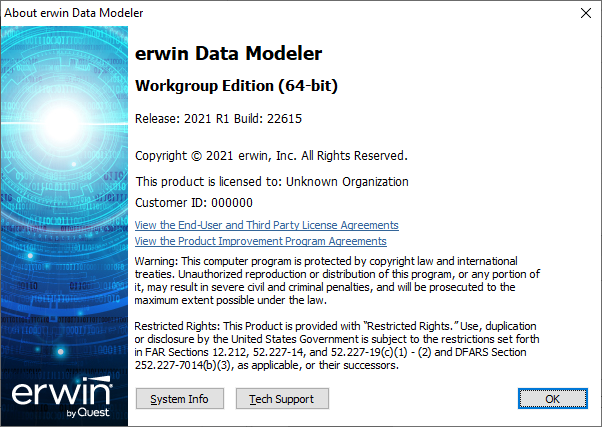 About erwin Data Modeler
erwin Data Modeler
Workgroup Edition (64-bit)
Release: 2021 R1 Build: 22615
Copyright © 2021 erwin, Inc. All Rights Reserved.
This product is licensed to: Unknown Organization
Customer ID: 000000
View the End-User and Third Party License Agreements
View the Product Improvement Program Agreements
Warning: This computer program is protected by copyright law and international
treaties. Unauthorized reproduction or distribution of this program, or any portion of
it, may result in severe civil and criminal penalties, and will be prosecuted to the
maximum extent possible under the law.
Restricted Rights: This Product is provided with “Restricted Rights.” Use, duplication
or disclosure by the United States Government is subject to the restrictions set forth
in FAR Sections 12.212, 52.227-14, and 52.227-19(c)(1) - (2) and DFARS Section
252.227-7014(b)(3), as applicable, or their successors.
erwin
by Quest
System Info
Tech Support
OK